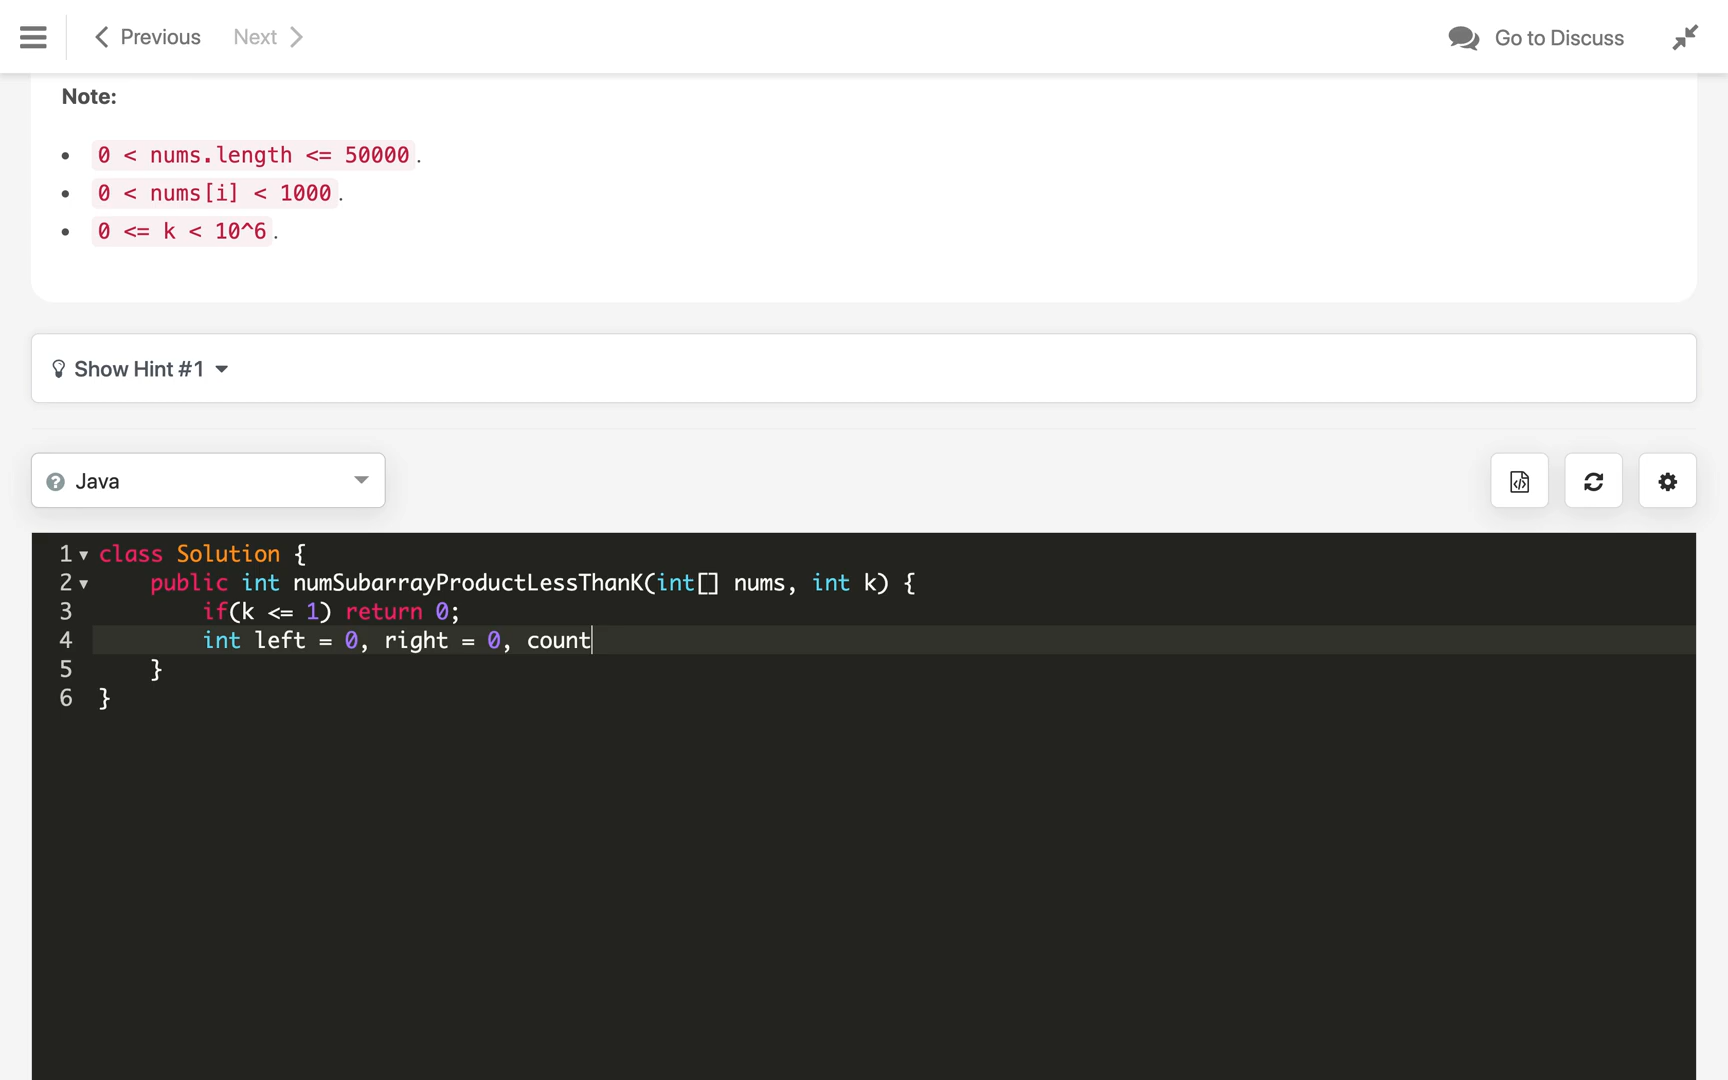 Previous Next Go to Discuss
Note:
0 < nums.length <= 50000.
0 < nums[i] < 1000.
0 <= k < 10^6.
Show Hint #1
Java
1 class Solution {
2     public int numSubarrayProductLessThanK(int[] nums, int k) {
3         if(k <= 1) return 0;
4         int left = 0, right = 0, count
5     }
6 }